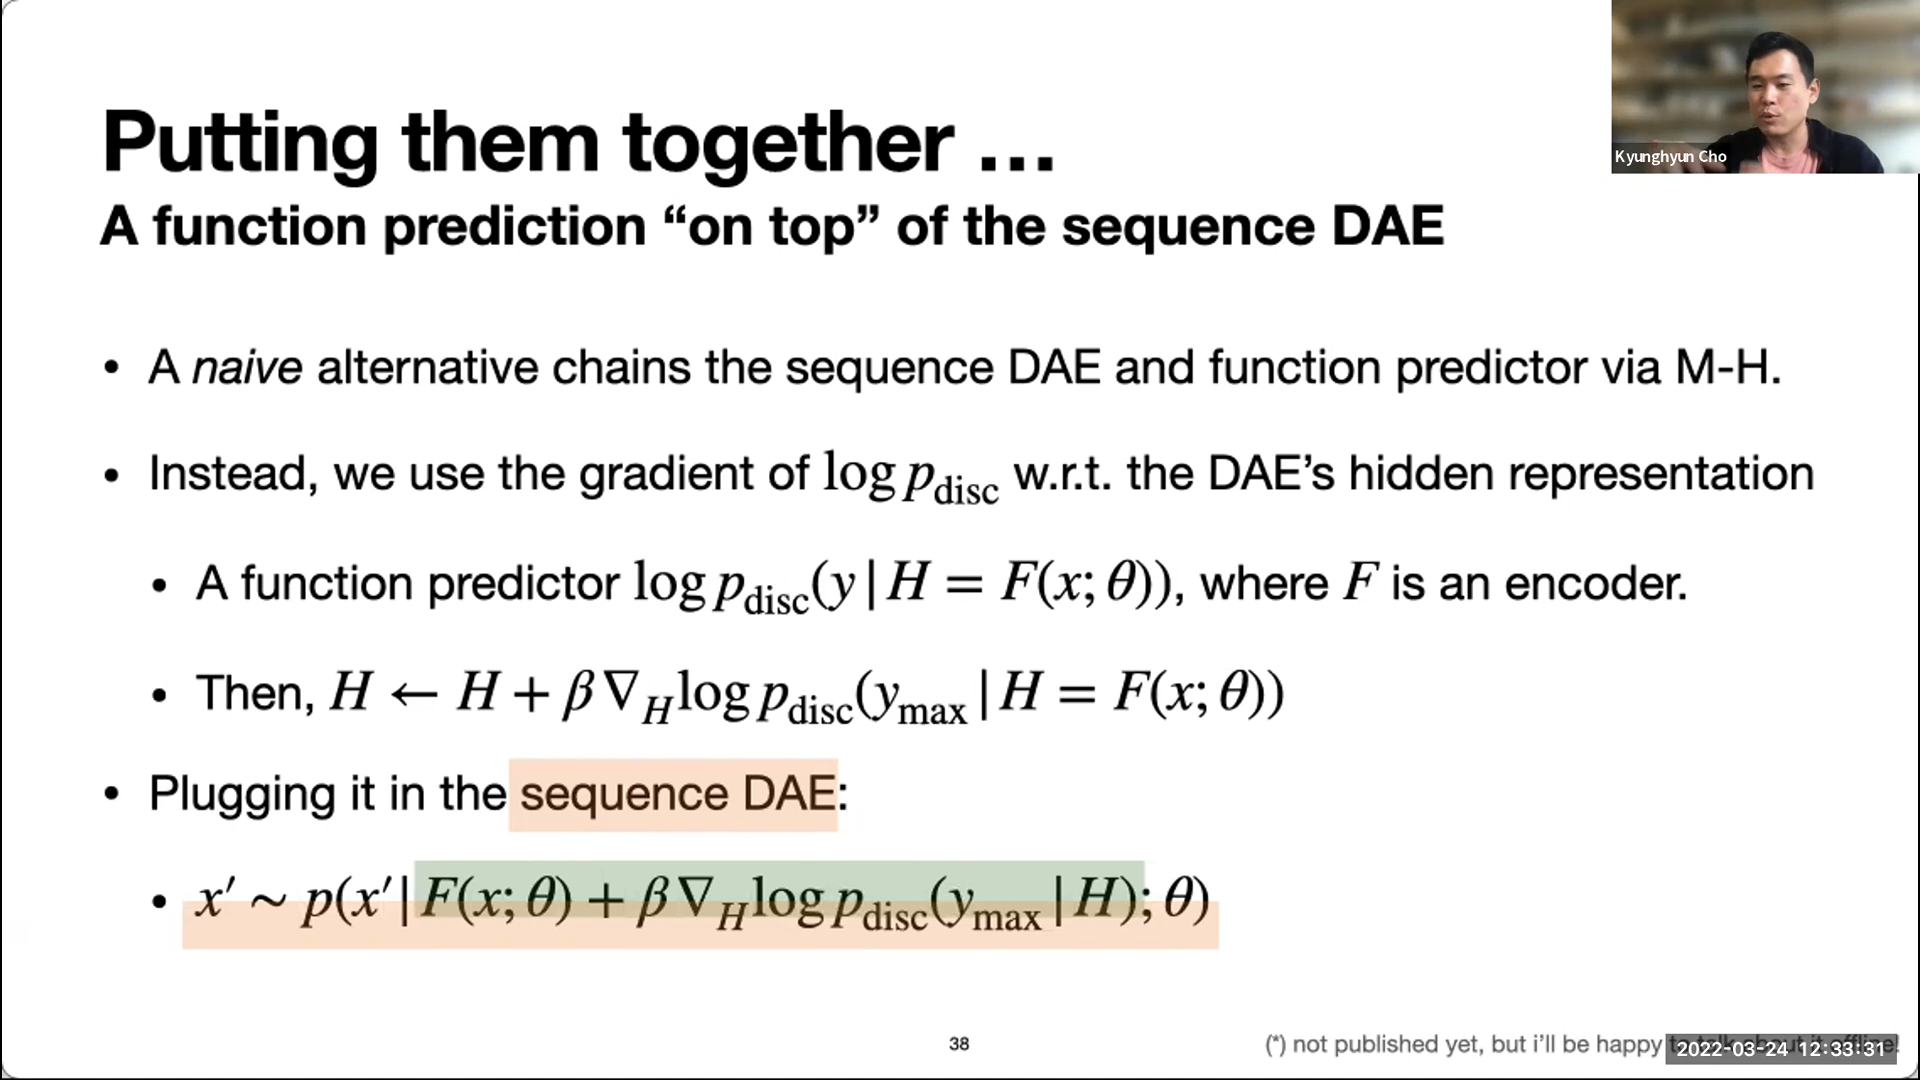 Putting them together ...
A function prediction “on top” of the sequence DAE
Kyunghyun Cho
• A naive alternative chains the sequence DAE and function predictor via M-H.
• Instead, we use the gradient of log p_disc w.r.t. the DAE’s hidden representation
• A function predictor log p_disc(y | H = F(x; θ)), where F is an encoder.
• Then, H ← H + β∇_H log p_disc(y_max | H = F(x; θ))
• Plugging it in the sequence DAE:
• x′ ∼ p(x′ | F(x; θ) + β∇_H log p_disc(y_max | H); θ)
38
(*) not published yet, but i’ll be happy
2022-03-24 12:33:31